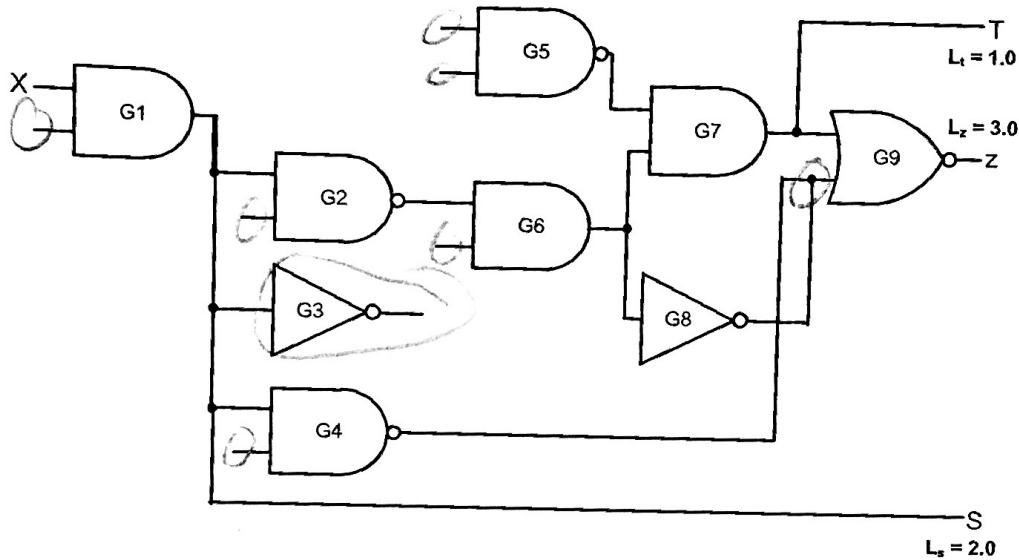 T
Lt = 1.0
G5
X
G1
G7
Lz = 3.0
G9
Z
G2
G6
G3
G8
G4
S
Ls = 2.0